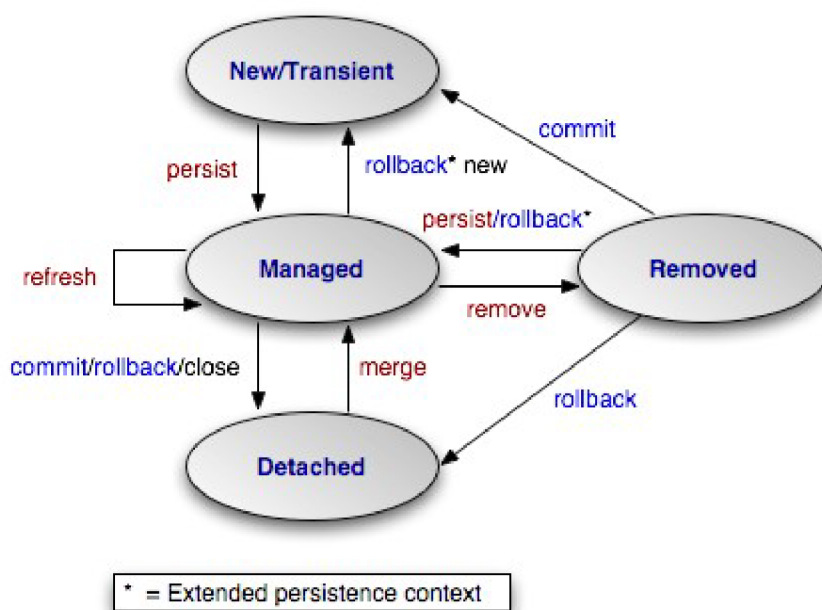 New/Transient
commit
persist
rollback* new
persist/rollback*
Managed
Removed
refresh
remove
commit/rollback/close
merge
rollback
Detached
* = Extended persistence context